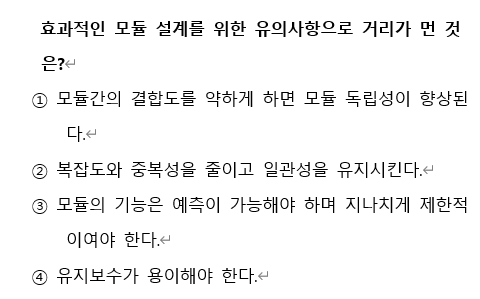 효과적인 모듈 설계를 위한 유의사항으로 거리가 먼 것
은?↵
① 모듈간의 결합도를 약하게 하면 모듈 독립성이 향상된
다.↵
② 복잡도와 중복성을 줄이고 일관성을 유지시킨다.↵
③ 모듈의 기능은 예측이 가능해야 하며 지나치게 제한적
이여야 한다.↵
④ 유지보수가 용이해야 한다.↵